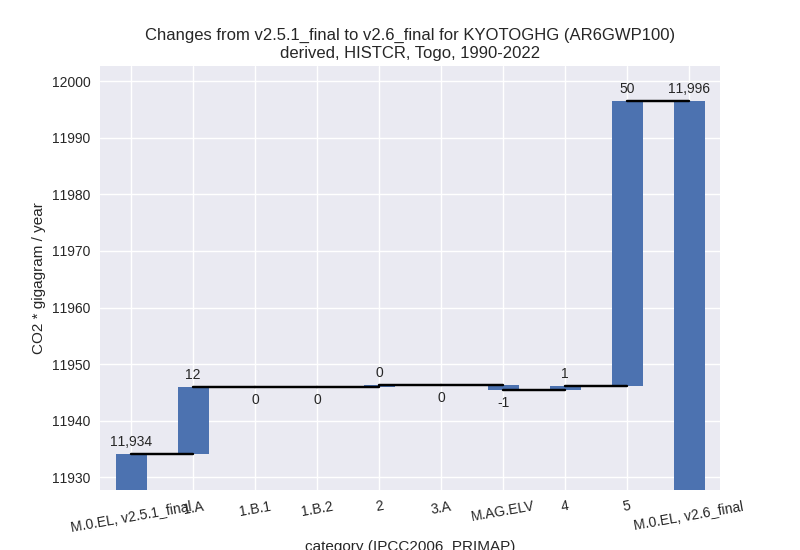 Changes from v2.5.1_final to v2.6_final for KYOTOGHG (AR6GWP100)
derived, HISTCR, Togo, 1990-2022
CO2 * gigagram / year
12000
11990
11980
11970
11960
11950
11940
11930
11,934
12
0
0
0
0
-1
1
50
11,996
M.0.EL, v2.5.1_final
1.A
1.B.1
1.B.2
2
3.A
M.AG.ELV
4
5
M.0.EL, v2.6_final
category (IPCC2006_PRIMAP)